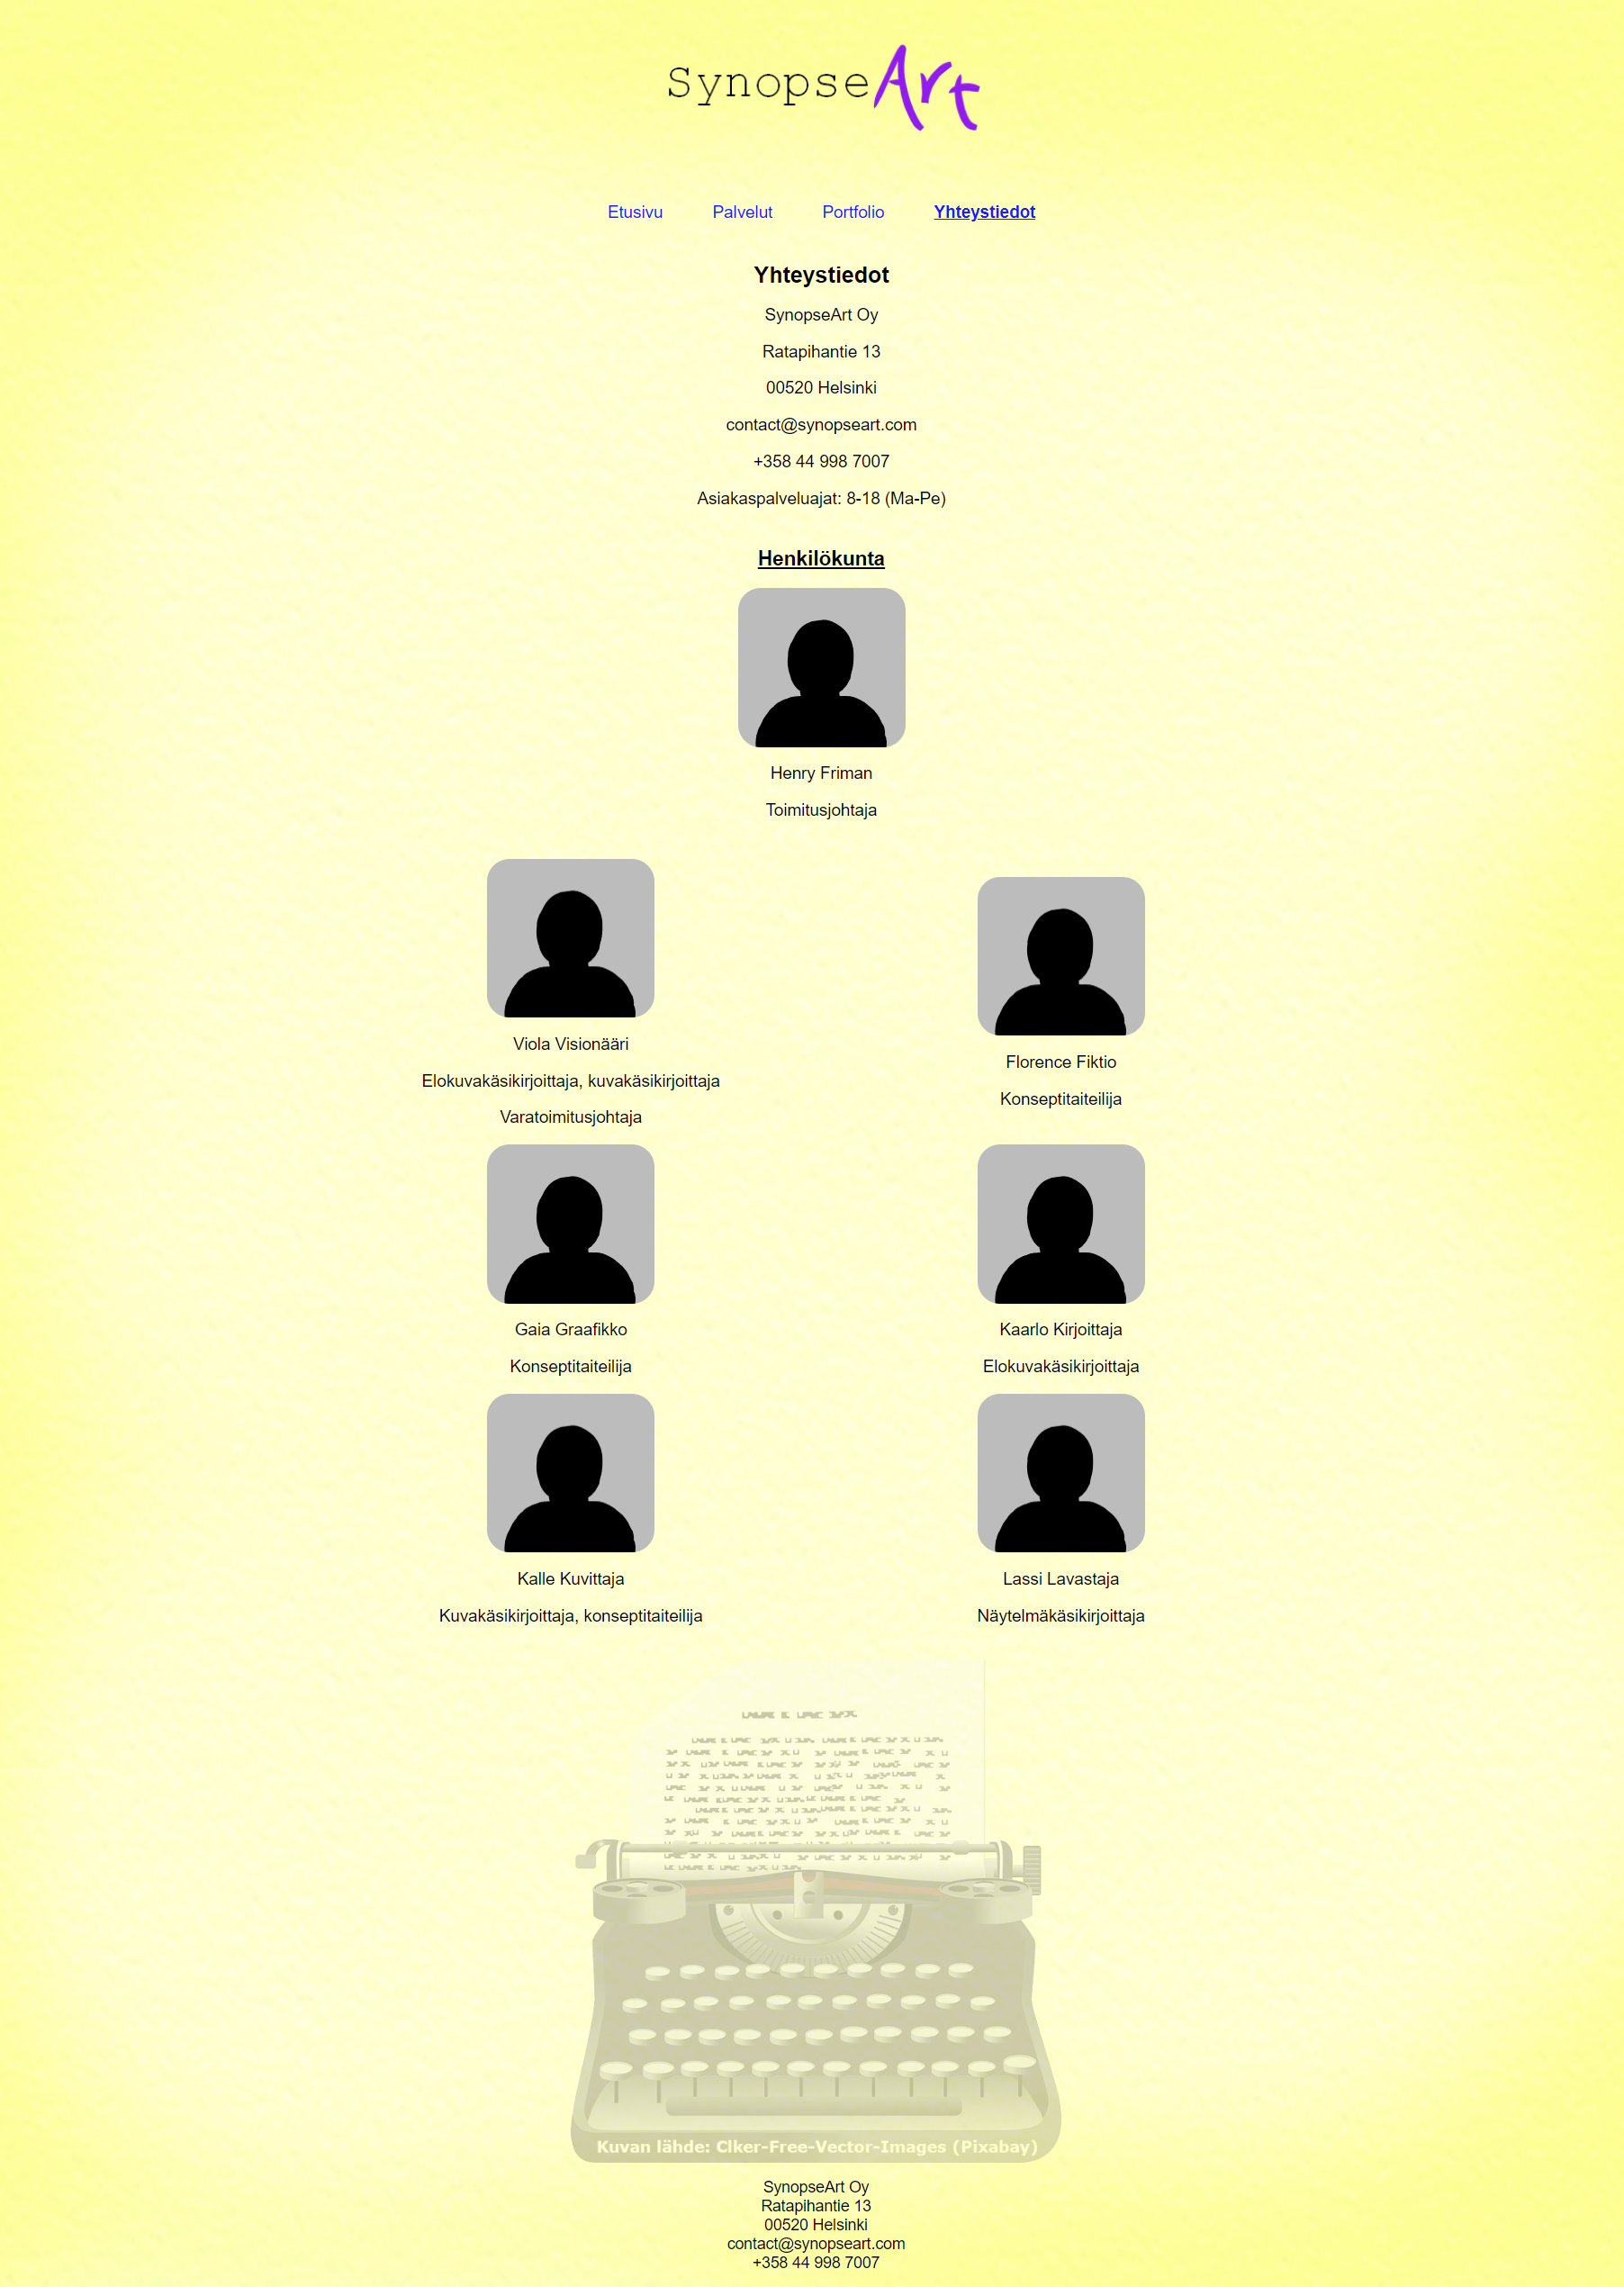 SynopseArt
Etusivu Palvelut Portfolio Yhteystiedot
Yhteystiedot
SynopseArt Oy
Ratapihantie 13
00520 Helsinki
contact@synopseart.com
+358 44 998 7007
Asiakaspalveluajat: 8-18 (Ma-Pe)
Henkilökunta
Henry Friman
Toimitusjohtaja
Viola Visionääri
Elokuvakäsikirjoittaja, kuvakäsikirjoittaja
Varatoimitusjohtaja
Florence Fiktio
Konseptitaiteilija
Gaia Graafikko
Konseptitaiteilija
Kaarlo Kirjoittaja
Elokuvakäsikirjoittaja
Kalle Kuvittaja
Kuvakäsikirjoittaja, konseptitaiteilija
Lassi Lavastaja
Näytelmäkäsikirjoittaja
Kuvan lähde: Clker-Free-Vector-Images (Pixabay)
SynopseArt Oy
Ratapihantie 13
00520 Helsinki
contact@synopseart.com
+358 44 998 7007